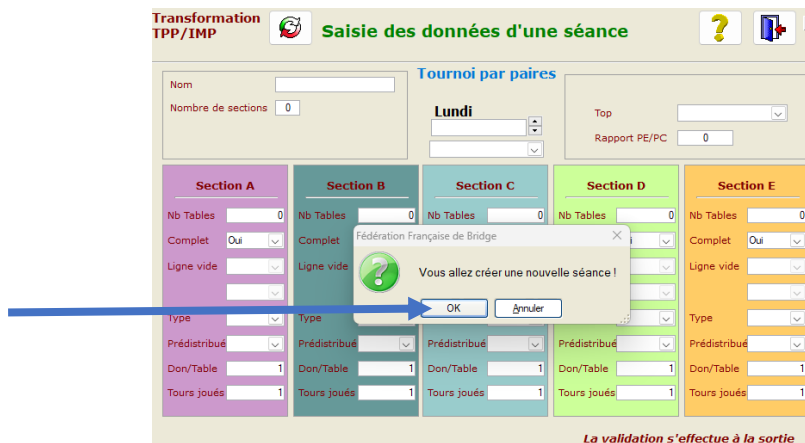 Transformation
TPP/IMP
Saisie des données d'une séance
Tournoi par paires
Nom
Nombre de sections 0
Lundi
Top
Rapport PE/PC 0
Section A Section B Section C Section D Section E
Nb Tables 0 Nb Tables 0 Nb Tables 0 Nb Tables 0 Nb Tables 0
Complet Oui Complet Complet Oui
Fédération Française de Bridge
Ligne vide Ligne vide Ligne vide
Vous allez créer une nouvelle séance !
OK Annuler
Type Type Type
Prédistribué Prédistribué Prédistribué Prédistribué Prédistribué
Don/Table 1 Don/Table 1 Don/Table 1 Don/Table 1 Don/Table 1
Tours joués 1 Tours joués 1 Tours joués 1 Tours joués 1 Tours joués 1
La validation s'effectue à la sortie